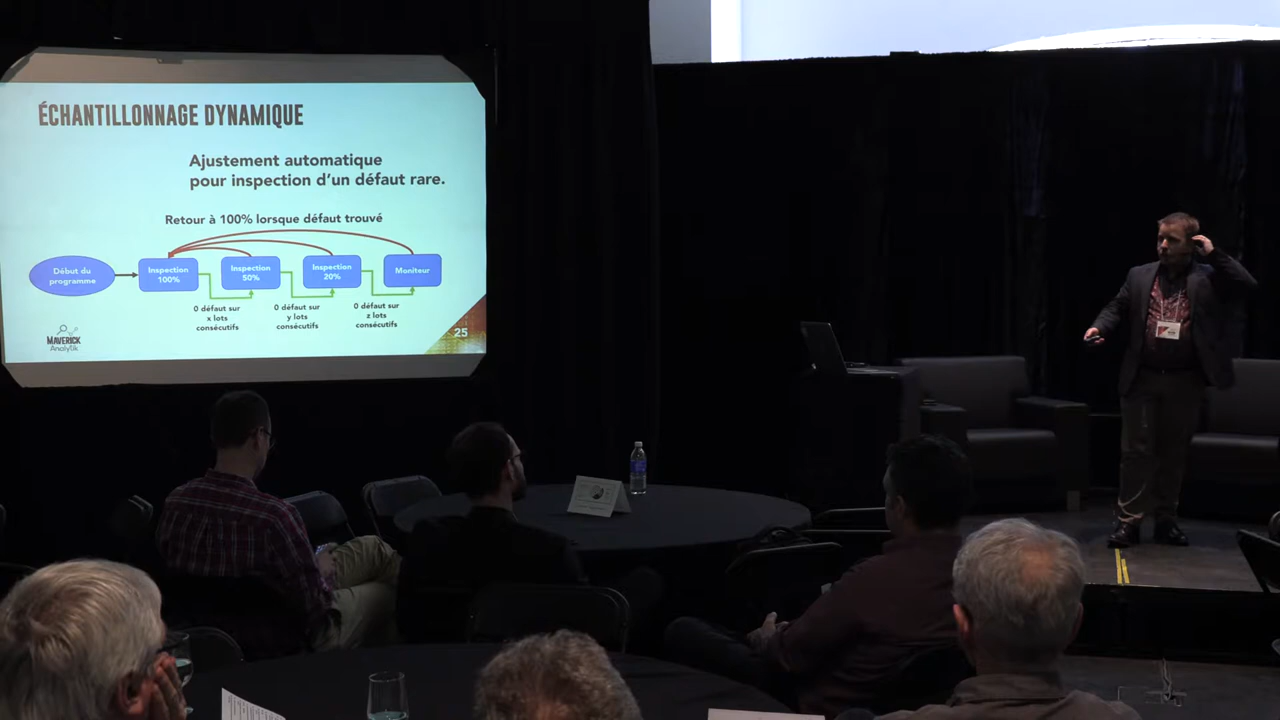 ÉCHANTILLONNAGE DYNAMIQUE
Ajustement automatique
pour inspection d'un défaut rare.
Retour à 100% lorsque défaut trouvé
Début du
programme
Inspection
100%
Inspection
50%
Inspection
20%
Moniteur
0 défaut sur
x lots
consécutifs
0 défaut sur
y lots
consécutifs
0 défaut sur
z lots
consécutifs
MAVERICK
Analytik
25